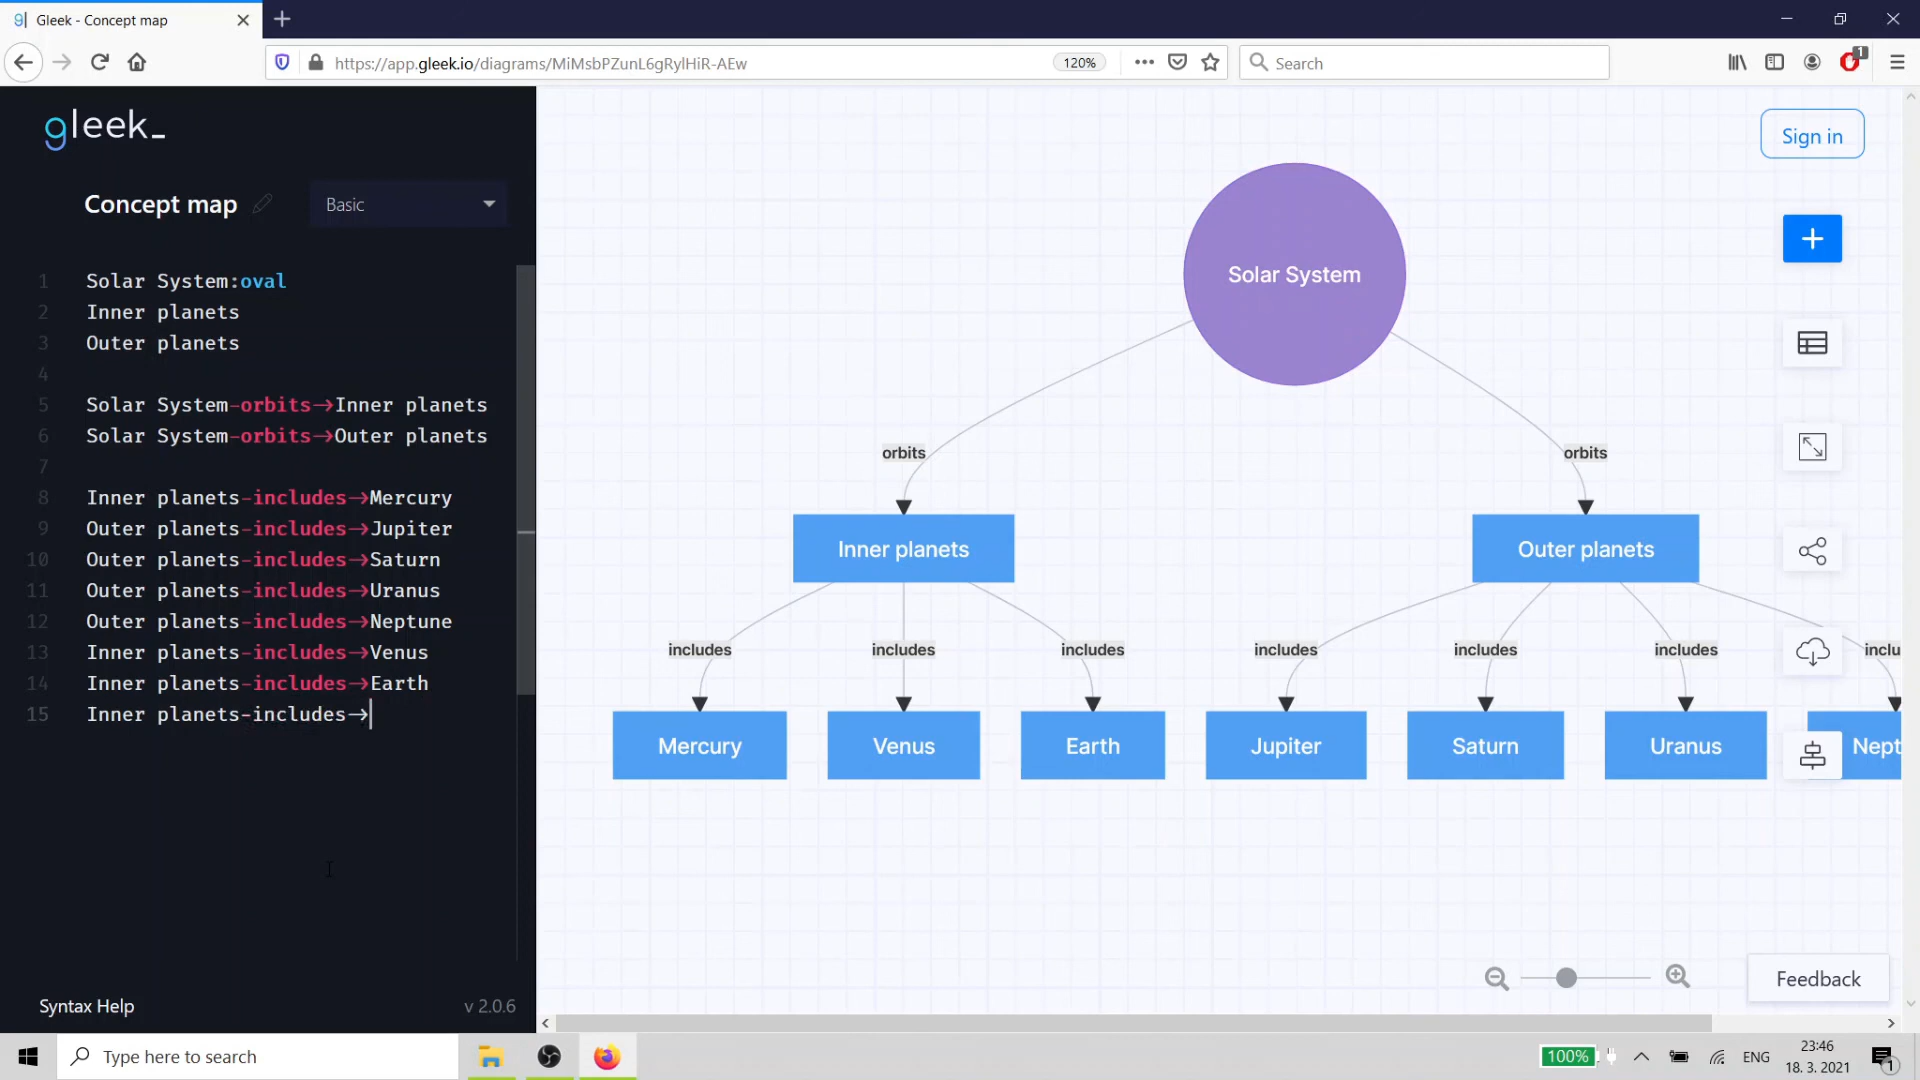 Gleek - Concept map
https://app.gleek.io/diagrams/MiMsbPZunL6gRylHiR-AEw
120%
Search
1
gleek_
Sign in
Concept map
Basic
1 Solar System:oval
2 Inner planets
3 Outer planets
4
5 Solar System-orbits->Inner planets
6 Solar System-orbits->Outer planets
7
8 Inner planets-includes->Mercury
9 Outer planets-includes->Jupiter
10 Outer planets-includes->Saturn
11 Outer planets-includes->Uranus
12 Outer planets-includes->Neptune
13 Inner planets-includes->Venus
14 Inner planets-includes->Earth
15 Inner planets-includes->
Solar System
orbits
orbits
Inner planets
Outer planets
includes
includes
includes
includes
includes
includes
inclu
Mercury
Venus
Earth
Jupiter
Saturn
Uranus
Nept
Feedback
Syntax Help
v 2.0.6
Type here to search
100%
ENG
23:46
18. 3. 2021
1